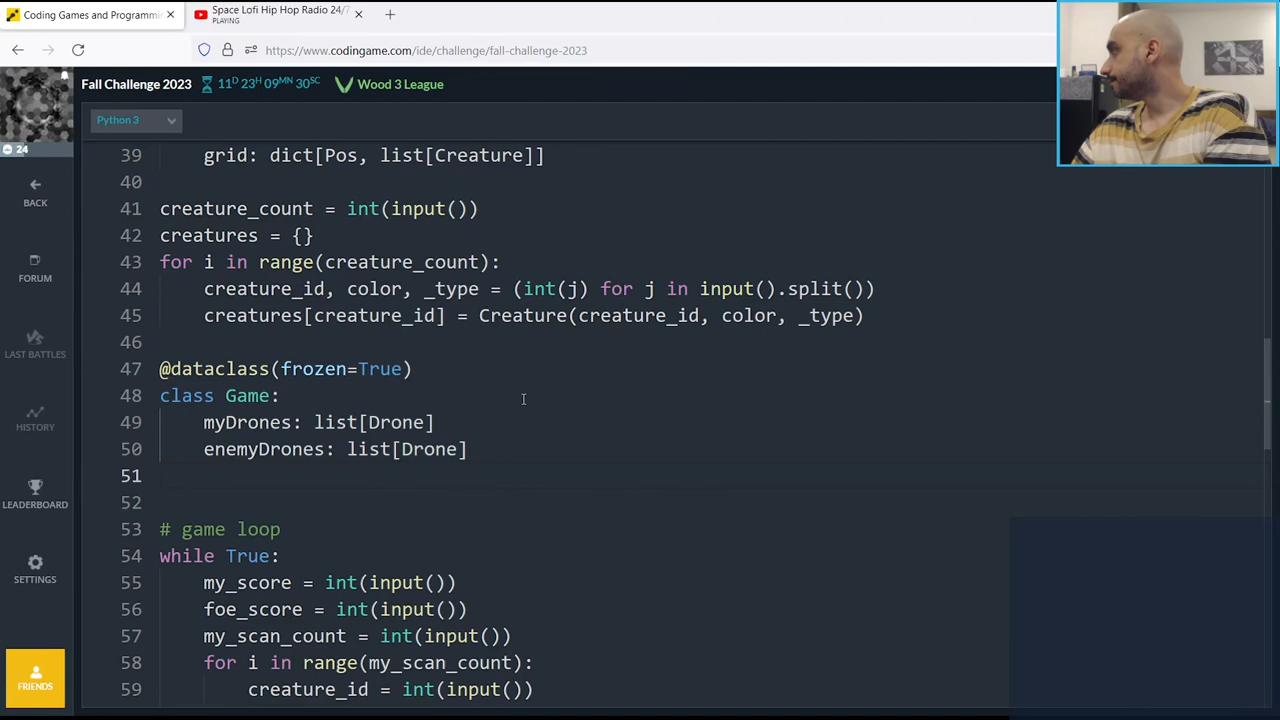 Coding Games and Programmin
Space Lofi Hip Hop Radio 24/7
PLAYING
https://www.codingame.com/ide/challenge/fall-challenge-2023
Fall Challenge 2023
11D 23H 09MN 30SC
Wood 3 League
24
Python 3
BACK
FORUM
LAST BATTLES
HISTORY
LEADERBOARD
SETTINGS
FRIENDS
39 grid: dict[Pos, list[Creature]]
40
41 creature_count = int(input())
42 creatures = {}
43 for i in range(creature_count):
44 creature_id, color, _type = (int(j) for j in input().split())
45 creatures[creature_id] = Creature(creature_id, color, _type)
46
47 @dataclass(frozen=True)
48 class Game:
49 myDrones: list[Drone]
50 enemyDrones: list[Drone]
51
52
53 # game loop
54 while True:
55 my_score = int(input())
56 foe_score = int(input())
57 my_scan_count = int(input())
58 for i in range(my_scan_count):
59 creature_id = int(input())